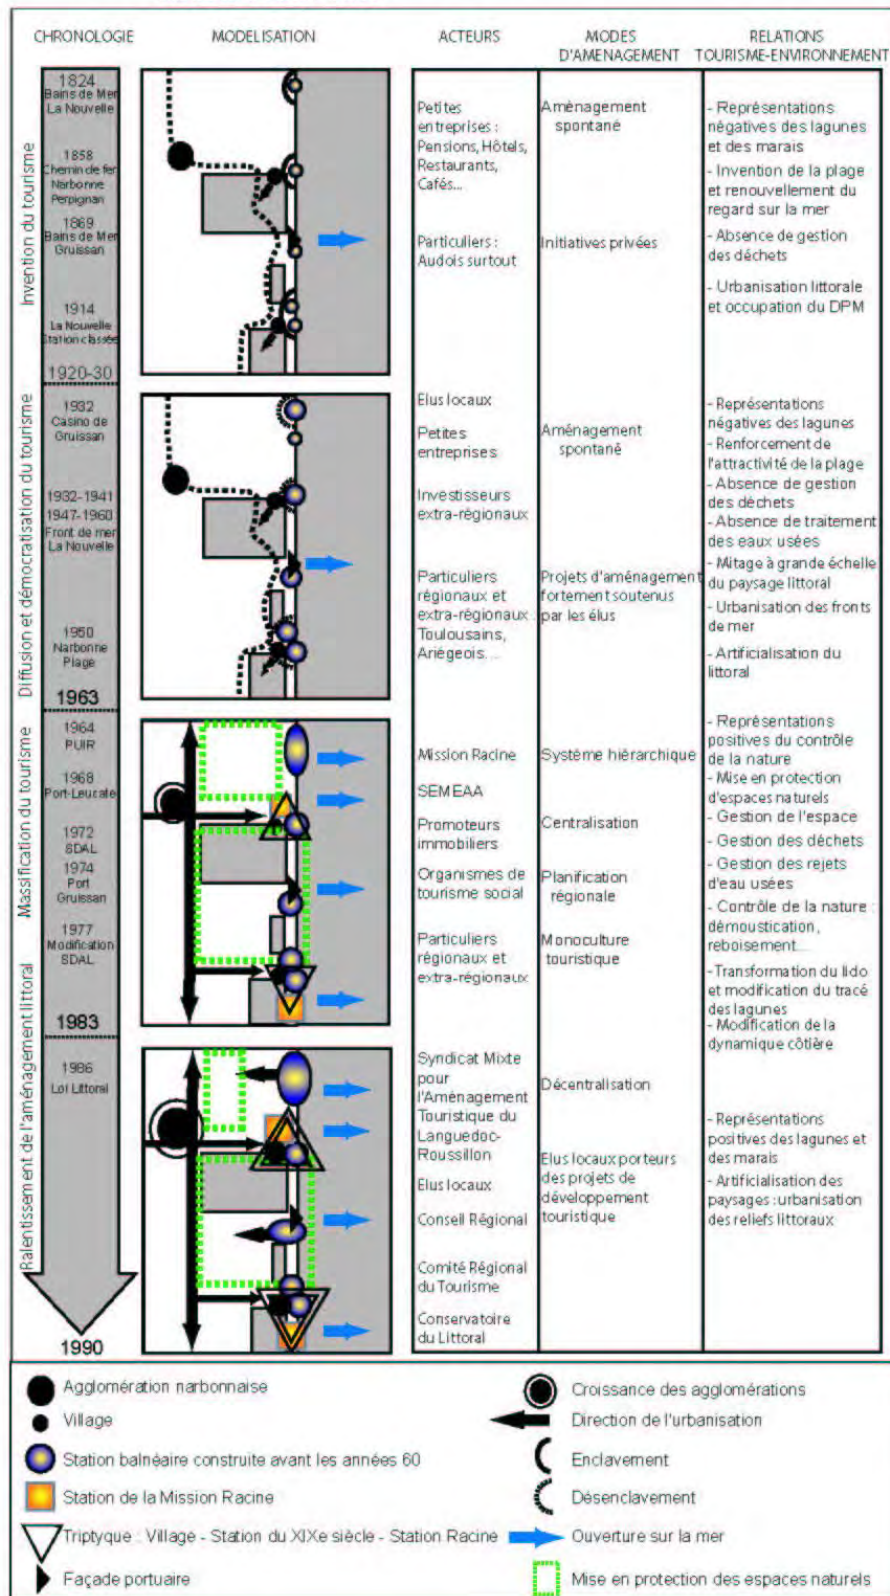 CHRONOLOGIE
MODELISATION
ACTEURS
MODES
D'AMENAGEMENT
RELATIONS
TOURISME-ENVIRONNEMENT
Invention du tourisme
1824
Bains de Mer
La Nouvelle
1858
Chemin de fer
Narbonne
Perpignan
1869
Bains de Mer
Gruissan
1914
La Nouvelle
Station classée
1920-30
Petites
entreprises :
Pensions, Hôtels,
Restaurants,
Cafés...
Particuliers :
Audois surtout
Aménagement
spontané
Initiatives privées
- Représentations
négatives des lagunes
et des marais
- Invention de la plage
et renouvellement du
regard sur la mer
- Absence de gestion
des déchets
- Urbanisation littorale
et occupation du DPM
Diffusion et démocratisation du tourisme
1932
Casino de
Gruissan
1932-1941
1947-1960
Front de mer
La Nouvelle
1950
Narbonne
Plage
1963
Elus locaux
Petites
entreprises
Investisseurs
extra-régionaux
Particuliers
régionaux et
extra-régionaux :
Toulousains,
Ariégeois...
Aménagement
spontané
Projets d'aménagement
fortement soutenus
par les élus
- Représentations
négatives des lagunes
- Renforcement de
l'attractivité de la plage
- Absence de gestion
des déchets
- Absence de traitement
des eaux usées
- Mitage à grande échelle
du paysage littoral
- Urbanisation des fronts
de mer
- Artificialisation du
littoral
Massification du tourisme
1964
PUIR
1968
Port-Leucate
1972
SDAL
1974
Port
Gruissan
1977
Modification
SDAL
1983
Mission Racine
SEMEAA
Promoteurs
immobiliers
Organismes de
tourisme social
Particuliers
régionaux et
extra-régionaux
Système hiérarchique
Centralisation
Planification
régionale
Monoculture
touristique
- Représentations
positives du contrôle
de la nature
- Mise en protection
d'espaces naturels
- Gestion de l'espace
- Gestion des déchets
- Gestion des rejets
d'eau usées
- Contrôle de la nature :
démoustication,
reboisement...
- Transformation du lido
et modification du tracé
des lagunes
- Modification de la
dynamique côtière
Ralentissement de l'aménagement littoral
1986
Loi Littoral
1990
Syndicat Mixte
pour
l'Aménagement
Touristique du
Languedoc-
Roussillon
Elus locaux
Conseil Régional
Comité Régional
du Tourisme
Conservatoire
du Littoral
Décentralisation
Elus locaux porteurs
des projets de
développement
touristique
- Représentations
positives des lagunes et
des marais
- Artificialisation des
paysages : urbanisation
des reliefs littoraux
Agglomération narbonnaise
Village
Station balnéaire construite avant les années 60
Station de la Mission Racine
Triptyque : Village - Station du XIXe siècle - Station Racine
Façade portuaire
Croissance des agglomérations
Direction de l'urbanisation
Enclavement
Désenclavement
Ouverture sur la mer
Mise en protection des espaces naturels